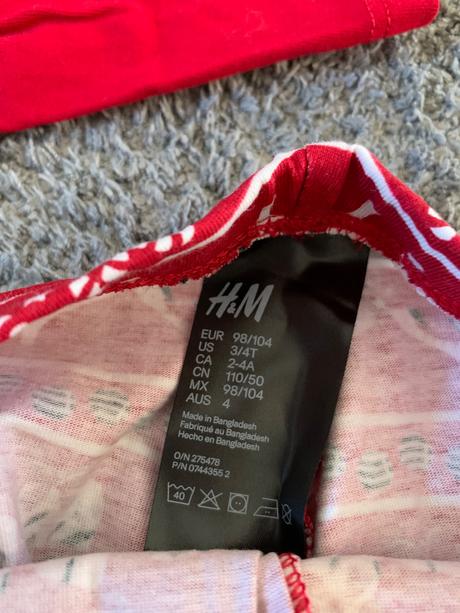 H&M
EUR 98/104
US 3/4T
CA 2-4A
CN 110/50
MX 98/104
AUS 4
Made in Bangladesh
Fabriqué au Bangladesh
Hecho en Bangladesh
O/N 275478
P/N 0744355 2
40